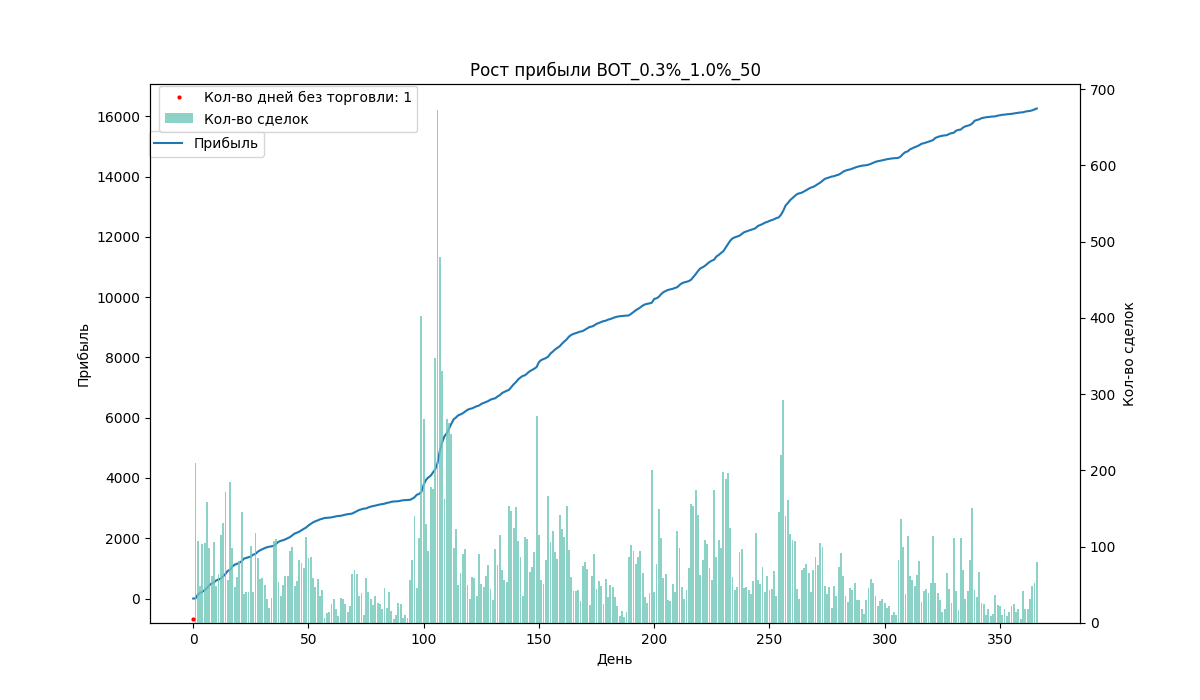 Рост прибыли BOT_0.3%_1.0%_50
Кол-во дней без торговли: 1
Кол-во сделок
Прибыль
16000
14000
12000
10000
8000
6000
4000
2000
0
Прибыль
700
600
500
400
300
200
100
0
Кол-во сделок
0 50 100 150 200 250 300 350
День